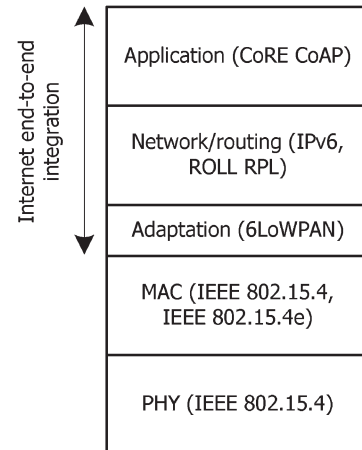 Internet end-to-end
integration
Application (CoRE CoAP)
Network/routing (IPv6,
ROLL RPL)
Adaptation (6LoWPAN)
MAC (IEEE 802.15.4,
IEEE 802.15.4e)
PHY (IEEE 802.15.4)